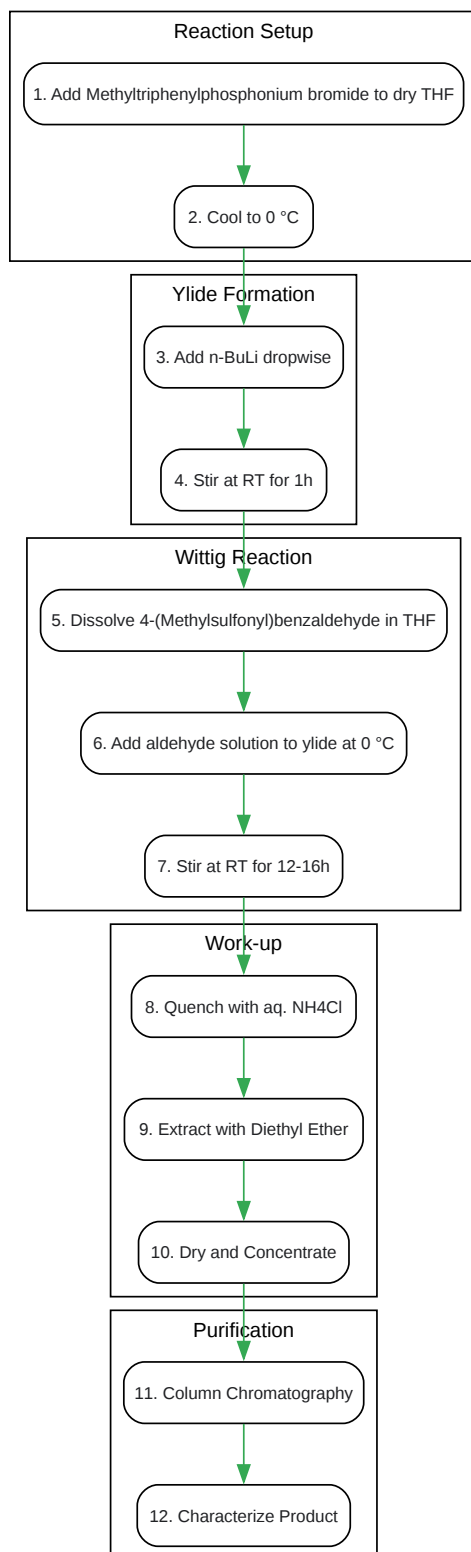 Reaction Setup
1. Add Methyltriphenylphosphonium bromide to dry THF
2. Cool to 0 °C
Ylide Formation
3. Add n-BuLi dropwise
4. Stir at RT for 1h
Wittig Reaction
5. Dissolve 4-(Methylsulfonyl)benzaldehyde in THF
6. Add aldehyde solution to ylide at 0 °C
7. Stir at RT for 12-16h
Work-up
8. Quench with aq. NH4Cl
9. Extract with Diethyl Ether
10. Dry and Concentrate
Purification
11. Column Chromatography
12. Characterize Product